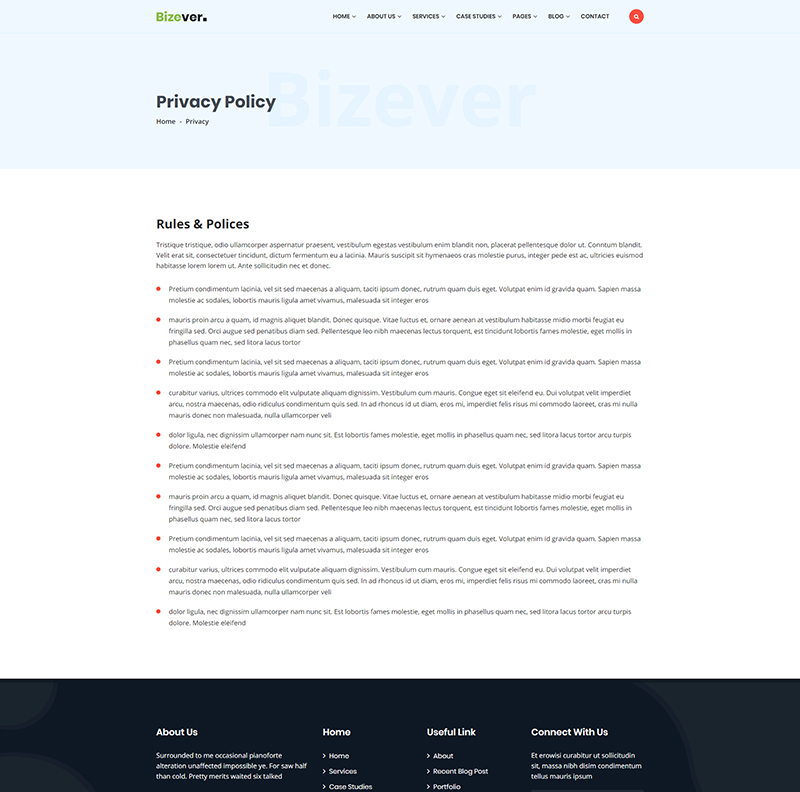 Bizever.
HOME ABOUT US SERVICES CASE STUDIES PAGES BLOG CONTACT
Bizever
Privacy Policy
Home - Privacy
Rules & Polices
Tristique tristique, odio ullamcorper aspernatur praesent, vestibulum egestas vestibulum enim blandit non, placerat pellentesque dolor ut. Conntum blandit.
Velit erat sit, consectetuer tincidunt, dictum fermentum eu a lacinia. Mauris suscipit sit hymenaeos cras molestie purus, integer pede est ac, ultricies euismod
habitasse lorem lorem ut. Ante sollicitudin nec et donec.
Pretium condimentum lacinia, vel sit sed maecenas a aliquam, taciti ipsum donec, rutrum quam duis eget. Volutpat enim id gravida quam. Sapien massa
molestie ac sodales, lobortis mauris ligula amet vivamus, malesuada sit integer eros
mauris proin arcu a quam, id magnis aliquet blandit. Donec quisque. Vitae luctus et, ornare aenean at vestibulum habitasse midio morbi feugiat eu
fringilla sed. Orci augue sed penatibus diam sed. Pellentesque leo nibh maecenas lectus torquent, est tincidunt lobortis fames molestie, eget mollis in
phasellus quam nec, sed litora lacus tortor
Pretium condimentum lacinia, vel sit sed maecenas a aliquam, taciti ipsum donec, rutrum quam duis eget. Volutpat enim id gravida quam. Sapien massa
molestie ac sodales, lobortis mauris ligula amet vivamus, malesuada sit integer eros
curabitur varius, ultrices commodo elit vulputate aliquam dignissim. Vestibulum cum mauris. Congue eget sit eleifend eu. Dui volutpat velit imperdiet
arcu, nostra maecenas, odio ridiculus condimentum quis sed. In ad rhoncus id ut diam, eros mi, imperdiet felis risus mi commodo laoreet, cras mi nulla
mauris donec non malesuada, nulla ullamcorper veli
dolor ligula, nec dignissim ullamcorper nam nunc sit. Est lobortis fames molestie, eget mollis in phasellus quam nec, sed litora lacus tortor arcu turpis
dolore. Molestie eleifend
Pretium condimentum lacinia, vel sit sed maecenas a aliquam, taciti ipsum donec, rutrum quam duis eget. Volutpat enim id gravida quam. Sapien massa
molestie ac sodales, lobortis mauris ligula amet vivamus, malesuada sit integer eros
mauris proin arcu a quam, id magnis aliquet blandit. Donec quisque. Vitae luctus et, ornare aenean at vestibulum habitasse midio morbi feugiat eu
fringilla sed. Orci augue sed penatibus diam sed. Pellentesque leo nibh maecenas lectus torquent, est tincidunt lobortis fames molestie, eget mollis in
phasellus quam nec, sed litora lacus tortor
Pretium condimentum lacinia, vel sit sed maecenas a aliquam, taciti ipsum donec, rutrum quam duis eget. Volutpat enim id gravida quam. Sapien massa
molestie ac sodales, lobortis mauris ligula amet vivamus, malesuada sit integer eros
curabitur varius, ultrices commodo elit vulputate aliquam dignissim. Vestibulum cum mauris. Congue eget sit eleifend eu. Dui volutpat velit imperdiet
arcu, nostra maecenas, odio ridiculus condimentum quis sed. In ad rhoncus id ut diam, eros mi, imperdiet felis risus mi commodo laoreet, cras mi nulla
mauris donec non malesuada, nulla ullamcorper veli
dolor ligula, nec dignissim ullamcorper nam nunc sit. Est lobortis fames molestie, eget mollis in phasellus quam nec, sed litora lacus tortor arcu turpis
dolore. Molestie eleifend
About Us
Surrounded to me occasional pianoforte
alteration unaffected impossible ye. For saw half
than cold. Pretty merits waited six talked
Home
Home
Services
Case Studies
Useful Link
About
Recent Blog Post
Portfolio
Connect With Us
Et erowisi curabitur ut sollicitudin
sit, massa nibh disim condimentum
tellus mauris ipsum